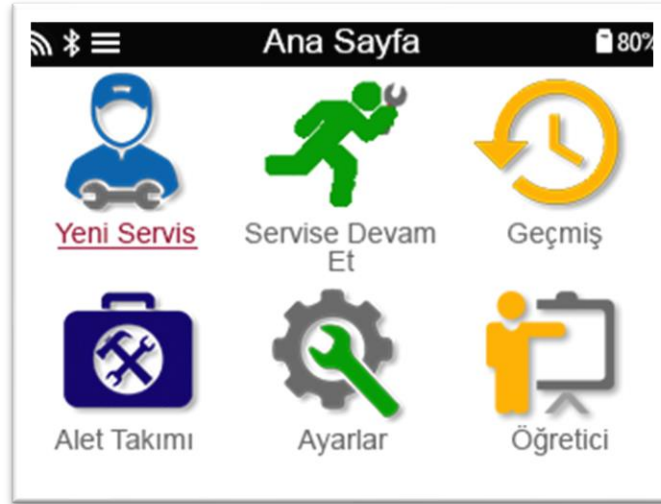 Ana Sayfa
80%
Yeni Servis
Servise Devam
Et
Geçmiş
Alet Takımı
Ayarlar
Öğretici